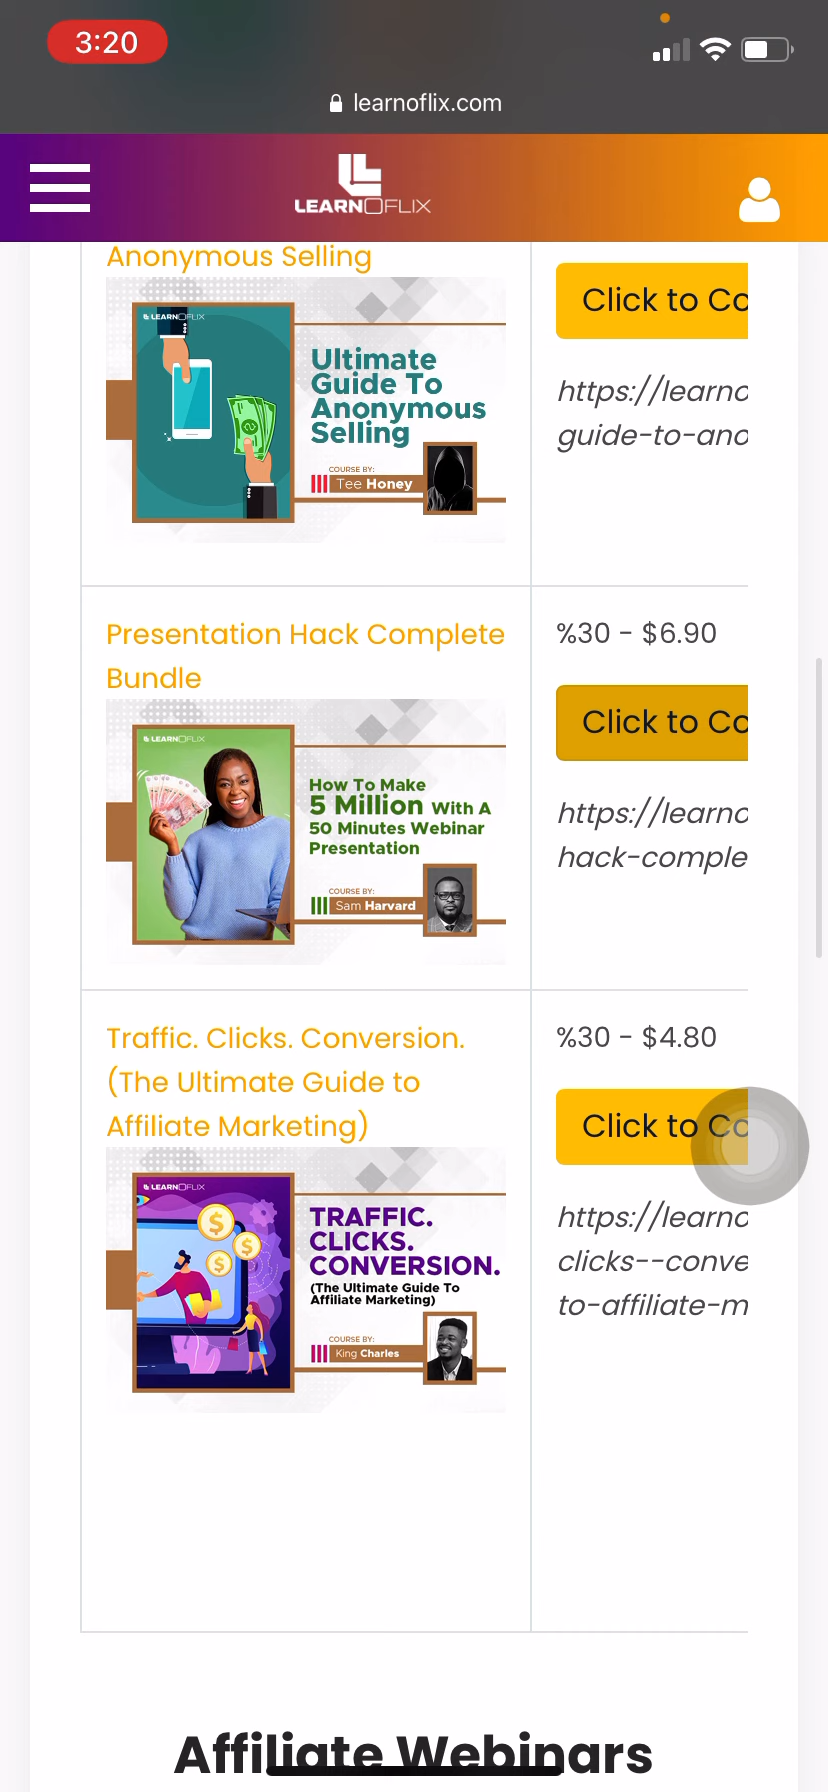 3:20
learnoflix.com
LEARNOFLIX
Anonymous Selling
Click to Co
LEARNOFLIX
Ultimate
Guide To
Anonymous
Selling
COURSE BY:
Tee Honey
https://learno
guide-to-ano
Presentation Hack Complete
Bundle
%30 - $6.90
Click to Co
LEARNOFLIX
How To Make
5 Million With A
50 Minutes Webinar
Presentation
COURSE BY:
Sam Harvard
https://learno
hack-comple
Traffic. Clicks. Conversion.
(The Ultimate Guide to
Affiliate Marketing)
%30 - $4.80
Click to Co
LEARNOFLIX
TRAFFIC.
CLICKS.
CONVERSION.
(The Ultimate Guide To
Affiliate Marketing)
COURSE BY:
King Charles
https://learno
clicks--conve
to-affiliate-m
Affiliate Webinars